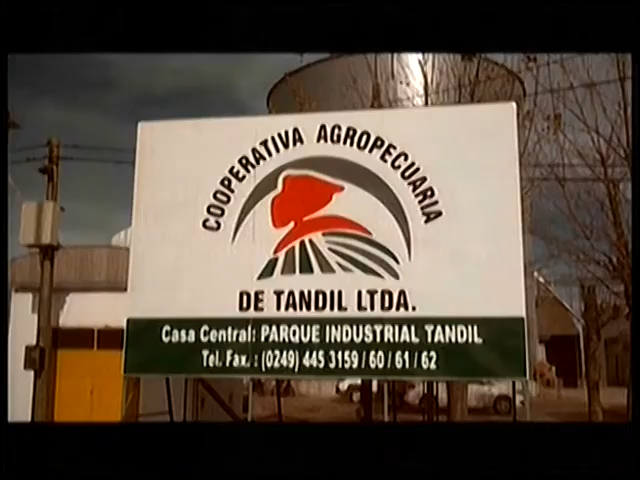 COOPERATIVA AGROPECUARIA
DE TANDIL LTDA.
Casa Central: PARQUE INDUSTRIAL TANDIL
Tel. Fax. : (0249) 445 3159 / 60 / 61 / 62